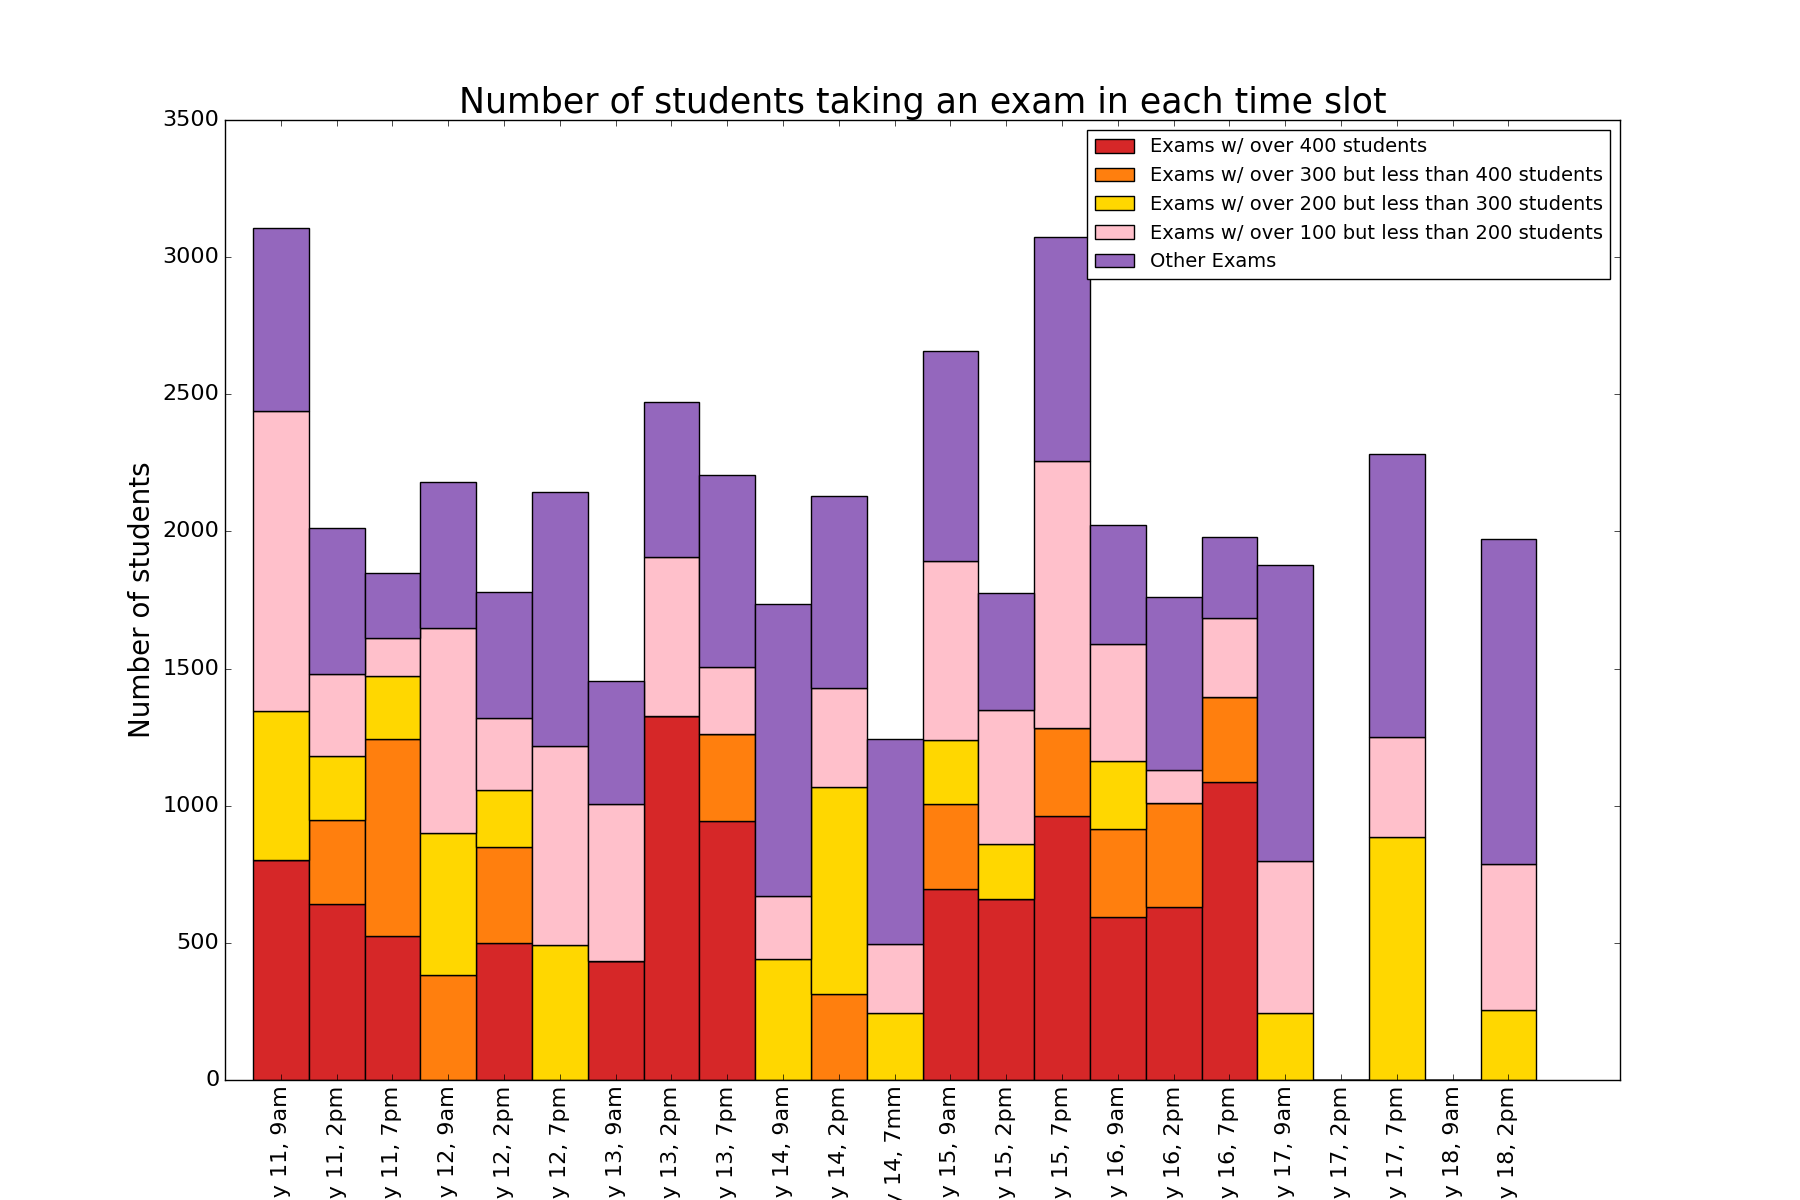 Number of students taking an exam in each time slot
Exams w/ over 400 students
Exams w/ over 300 but less than 400 students
Exams w/ over 200 but less than 300 students
Exams w/ over 100 but less than 200 students
Other Exams
Number of students
3500
3000
2500
2000
1500
1000
500
0
y 11, 9am
y 11, 2pm
y 11, 7pm
y 12, 9am
y 12, 2pm
y 12, 7pm
y 13, 9am
y 13, 2pm
y 13, 7pm
y 14, 9am
y 14, 2pm
y 14, 7mm
y 15, 9am
y 15, 2pm
y 15, 7pm
y 16, 9am
y 16, 2pm
y 16, 7pm
y 17, 9am
y 17, 2pm
y 17, 7pm
y 18, 9am
y 18, 2pm